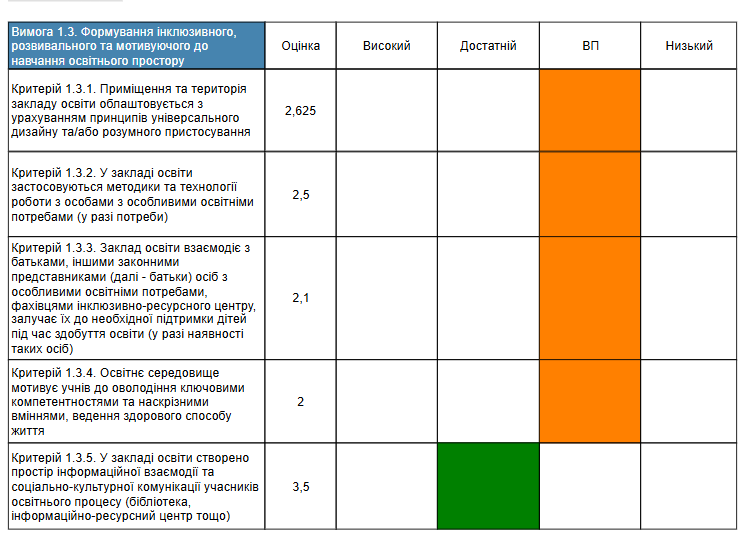 Вимога 1.3. Формування інклюзивного,
розвивального та мотивуючого до
навчання освітнього простору
Оцінка
Високий
Достатній
ВП
Низький
Критерій 1.3.1. Приміщення та територія
закладу освіти облаштовується з
урахуванням принципів універсального
дизайну та/або розумного пристосування
2,625
Критерій 1.3.2. У закладі освіти
застосовуються методики та технології
роботи з особами з особливими освітніми
потребами (у разі потреби)
2,5
Критерій 1.3.3. Заклад освіти взаємодіє з
батьками, іншими законними
представниками (далі - батьки) осіб з
особливими освітніми потребами,
фахівцями інклюзивно-ресурсного центру,
залучає їх до необхідної підтримки дітей
під час здобуття освіти (у разі наявності
таких осіб)
2,1
Критерій 1.3.4. Освітнє середовище
мотивує учнів до оволодіння ключовими
компетентностями та наскрізними
вміннями, ведення здорового способу
життя
2
Критерій 1.3.5. У закладі освіти створено
простір інформаційної взаємодії та
соціально-культурної комунікації учасників
освітнього процесу (бібліотека,
інформаційно-ресурсний центр тощо)
3,5